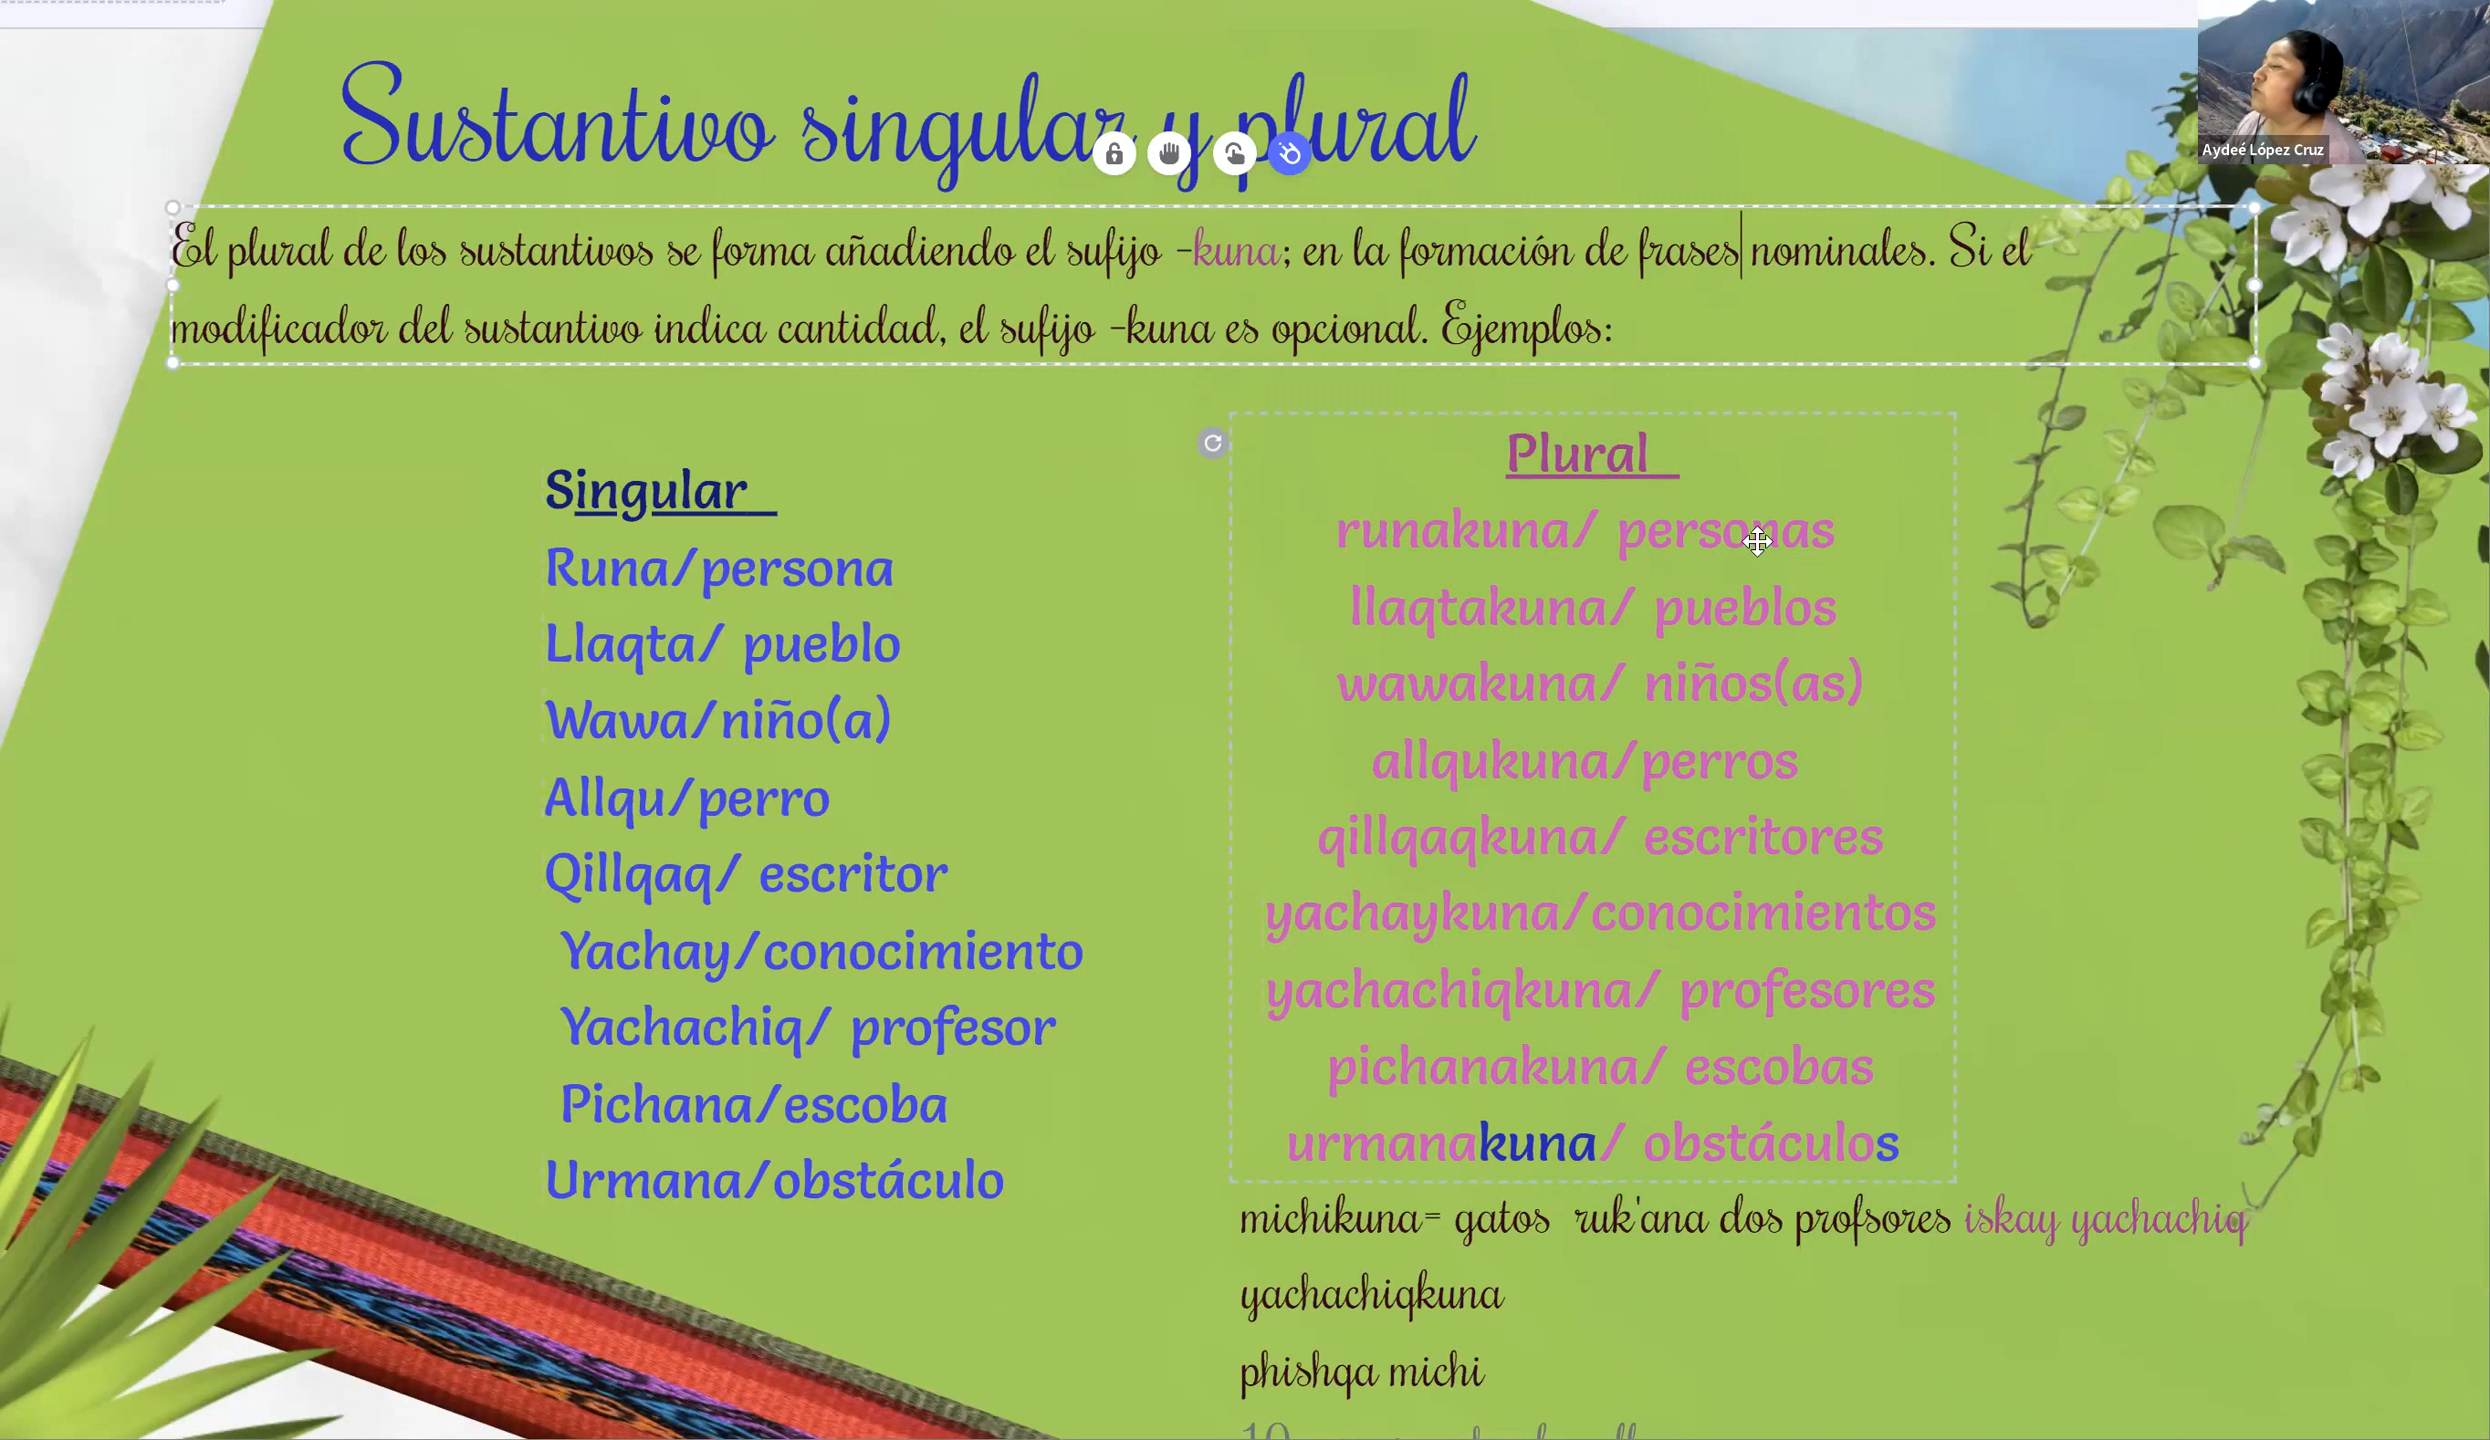 Sustantivo singular y plural
Aydeé López Cruz
El plural de los sustantivos se forma añadiendo el sufijo -kuna; en la formación de frases nominales. Si el
modificador del sustantivo indica cantidad, el sufijo -kuna es opcional. Ejemplos:
Singular
Runa/persona
Llaqta/ pueblo
Wawa/niño(a)
Allqu/perro
Qillqaq/ escritor
Yachay/conocimiento
Yachachiq/ profesor
Pichana/escoba
Urmana/obstáculo
Plural
runakuna/ personas
llaqtakuna/ pueblos
wawakuna/ niños(as)
allqukuna/perros
qillqaqkuna/ escritores
yachaykuna/conocimientos
yachachiqkuna/ profesores
pichanakuna/ escobas
urmanakuna/ obstáculos
michikuna= gatos ruk'ana dos profsores iskay yachachiq
yachachiqkuna
phishqa michi
10